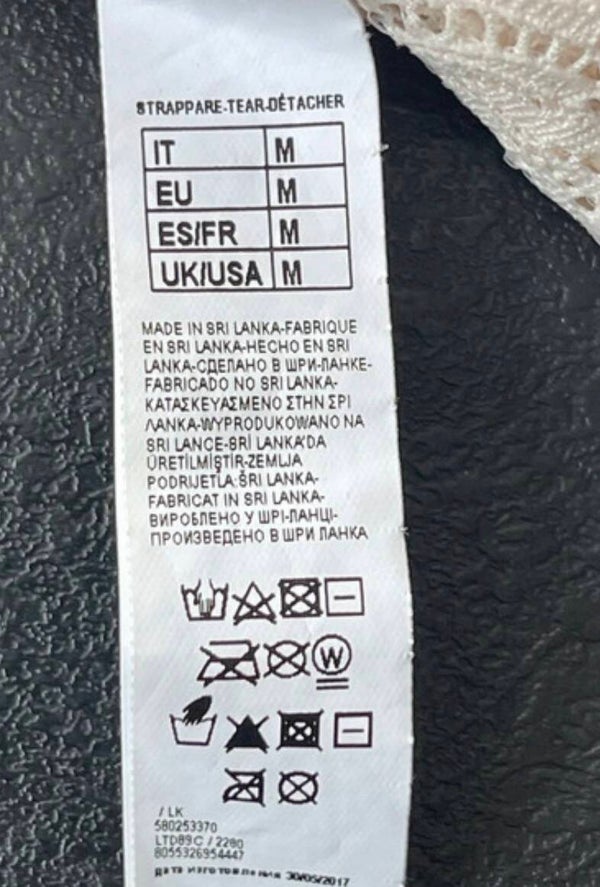 STRAPPARE-TEAR-DÉTACHER
IT M
EU M
ES/FR M
UK/USA M
MADE IN SRI LANKA-FABRIQUE
EN SRI LANKA-HECHO EN SRI
LANKA-СДЕЛАНО В ШРИ-ЛАНКЕ-
FABRICADO NO SRI LANKA-
ΚΑΤΑΣΚΕΥΑΣΜΕΝΟ ΣΤΗΝ ΣΡΙ
ΛΑΝΚΑ-WYPRODUKOWANO NA
SRI LANCE-SRİ LANKA'DA
ÜRETİLMİŞTİR-ZEMLJA
PODRIJETLA: ŠRI LANKA-
FABRICAT IN SRI LANKA-
ВИРОБЛЕНО У ШРІ-ЛАНЦІ-
ПРОИЗВЕДЕНО В ШРИ ЛАНКА
W
/ LK
580253370
LTD89C / 2280
8055326954447
Дата изготовления 30/05/2017